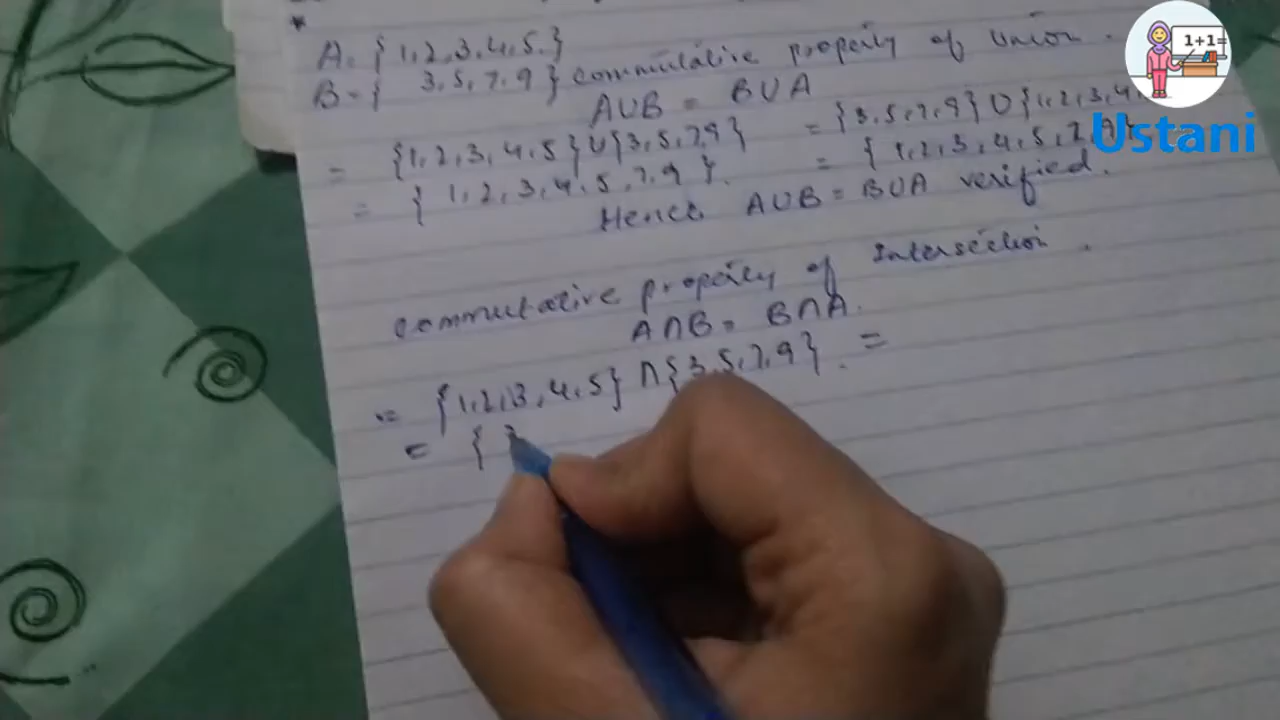 *
A = { 1,2,3,4,5.}
B = { 3,5,7,9 } commutative property of Union.
A∪B = B∪A
= {1,2,3,4,5}∪{3,5,7,9} = {3,5,7,9}∪{1,2,3,4
= { 1,2,3,4,5,7,9 }. = { 1,2,3,4,5,7,9}
Hence A∪B = B∪A verified.
commutative property of Intersection.
A∩B = B∩A.
= {1,2,3,4,5} ∩{3,5,7,9}. =
= { 3
1+1=
Ustani